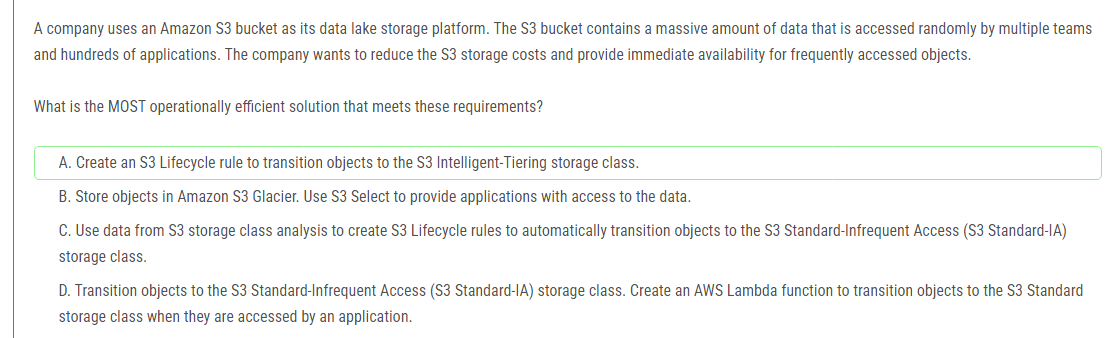 A company uses an Amazon S3 bucket as its data lake storage platform. The S3 bucket contains a massive amount of data that is accessed randomly by multiple teams
and hundreds of applications. The company wants to reduce the S3 storage costs and provide immediate availability for frequently accessed objects.
What is the MOST operationally efficient solution that meets these requirements?
A. Create an S3 Lifecycle rule to transition objects to the S3 Intelligent-Tiering storage class.
B. Store objects in Amazon S3 Glacier. Use S3 Select to provide applications with access to the data.
C. Use data from S3 storage class analysis to create S3 Lifecycle rules to automatically transition objects to the S3 Standard-Infrequent Access (S3 Standard-IA)
storage class.
D. Transition objects to the S3 Standard-Infrequent Access (S3 Standard-IA) storage class. Create an AWS Lambda function to transition objects to the S3 Standard
storage class when they are accessed by an application.